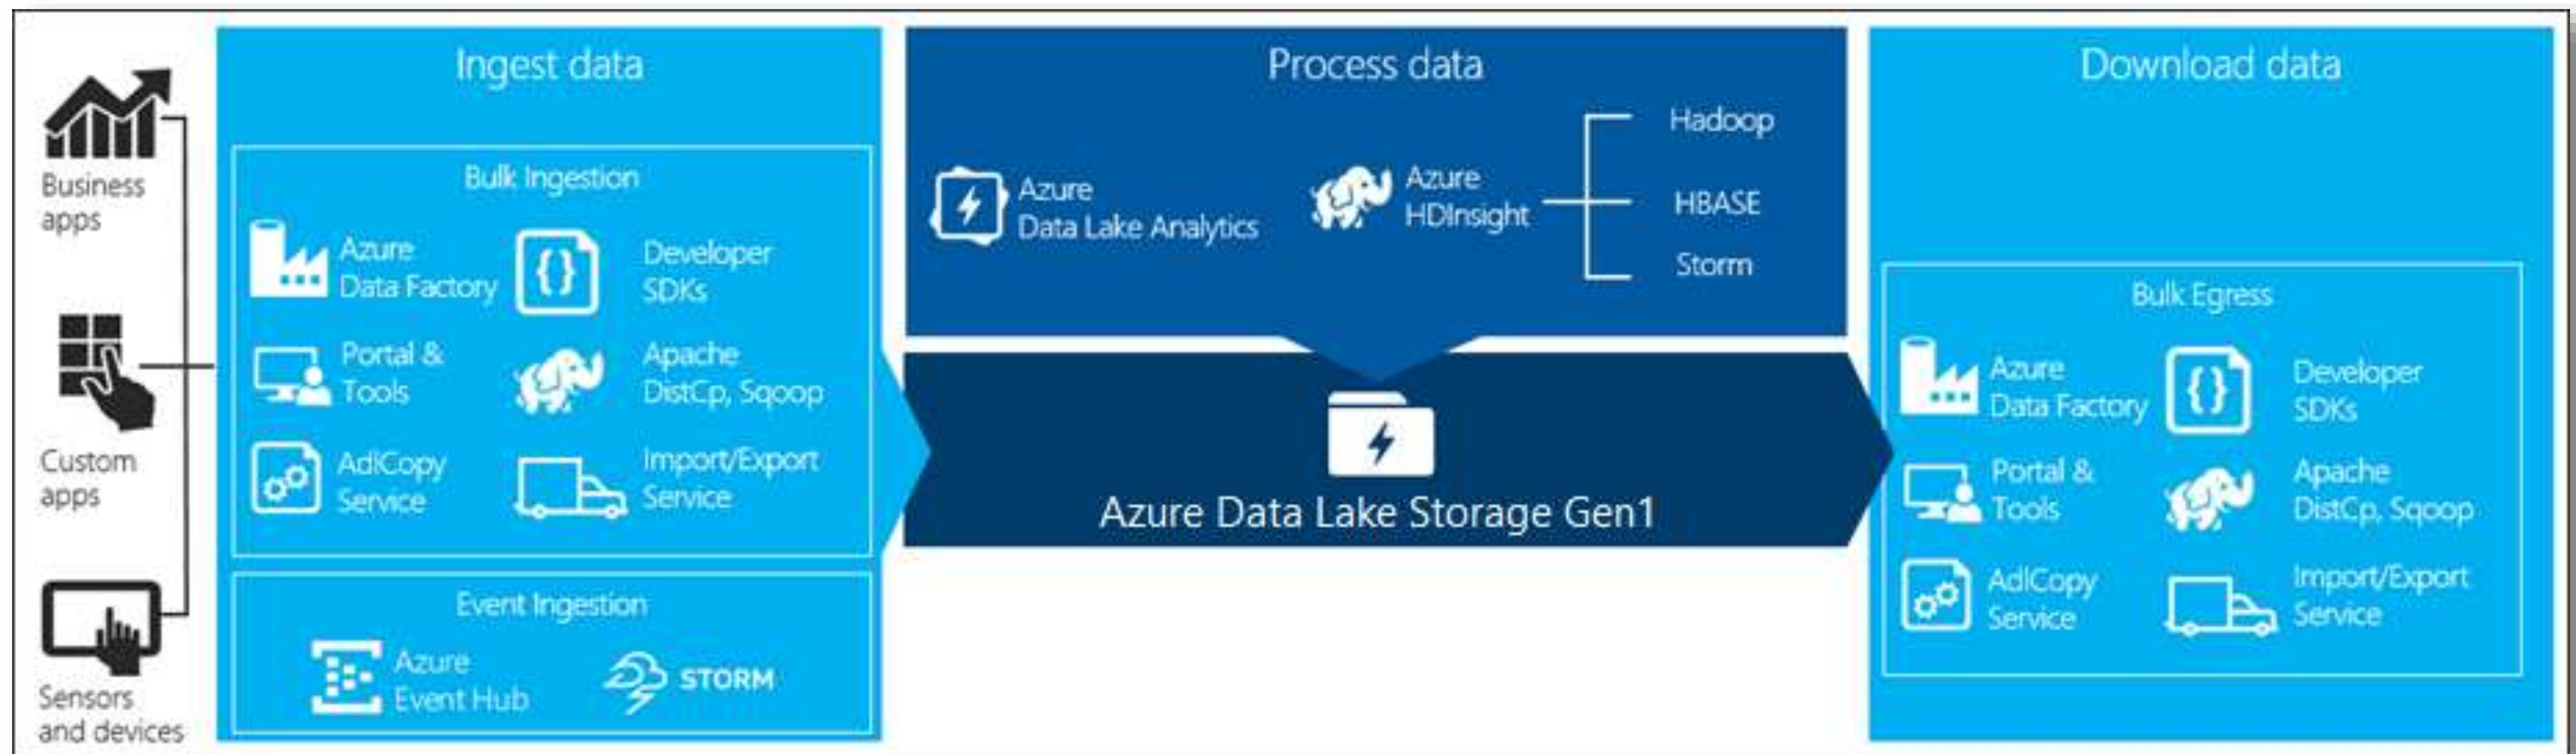 Business
apps
Custom
apps
Sensors
and devices
Ingest data
Bulk Ingestion
Azure
Data Factory
Developer
SDKs
Portal &
Tools
Apache
DistCp, Sqoop
AdlCopy
Service
Import/Export
Service
Event Ingestion
Azure
Event Hub
STORM
Process data
Azure
Data Lake Analytics
Azure
HDInsight
Hadoop
HBASE
Storm
Azure Data Lake Storage Gen1
Download data
Bulk Egress
Azure
Data Factory
Developer
SDKs
Portal &
Tools
Apache
DistCp, Sqoop
AdlCopy
Service
Import/Export
Service